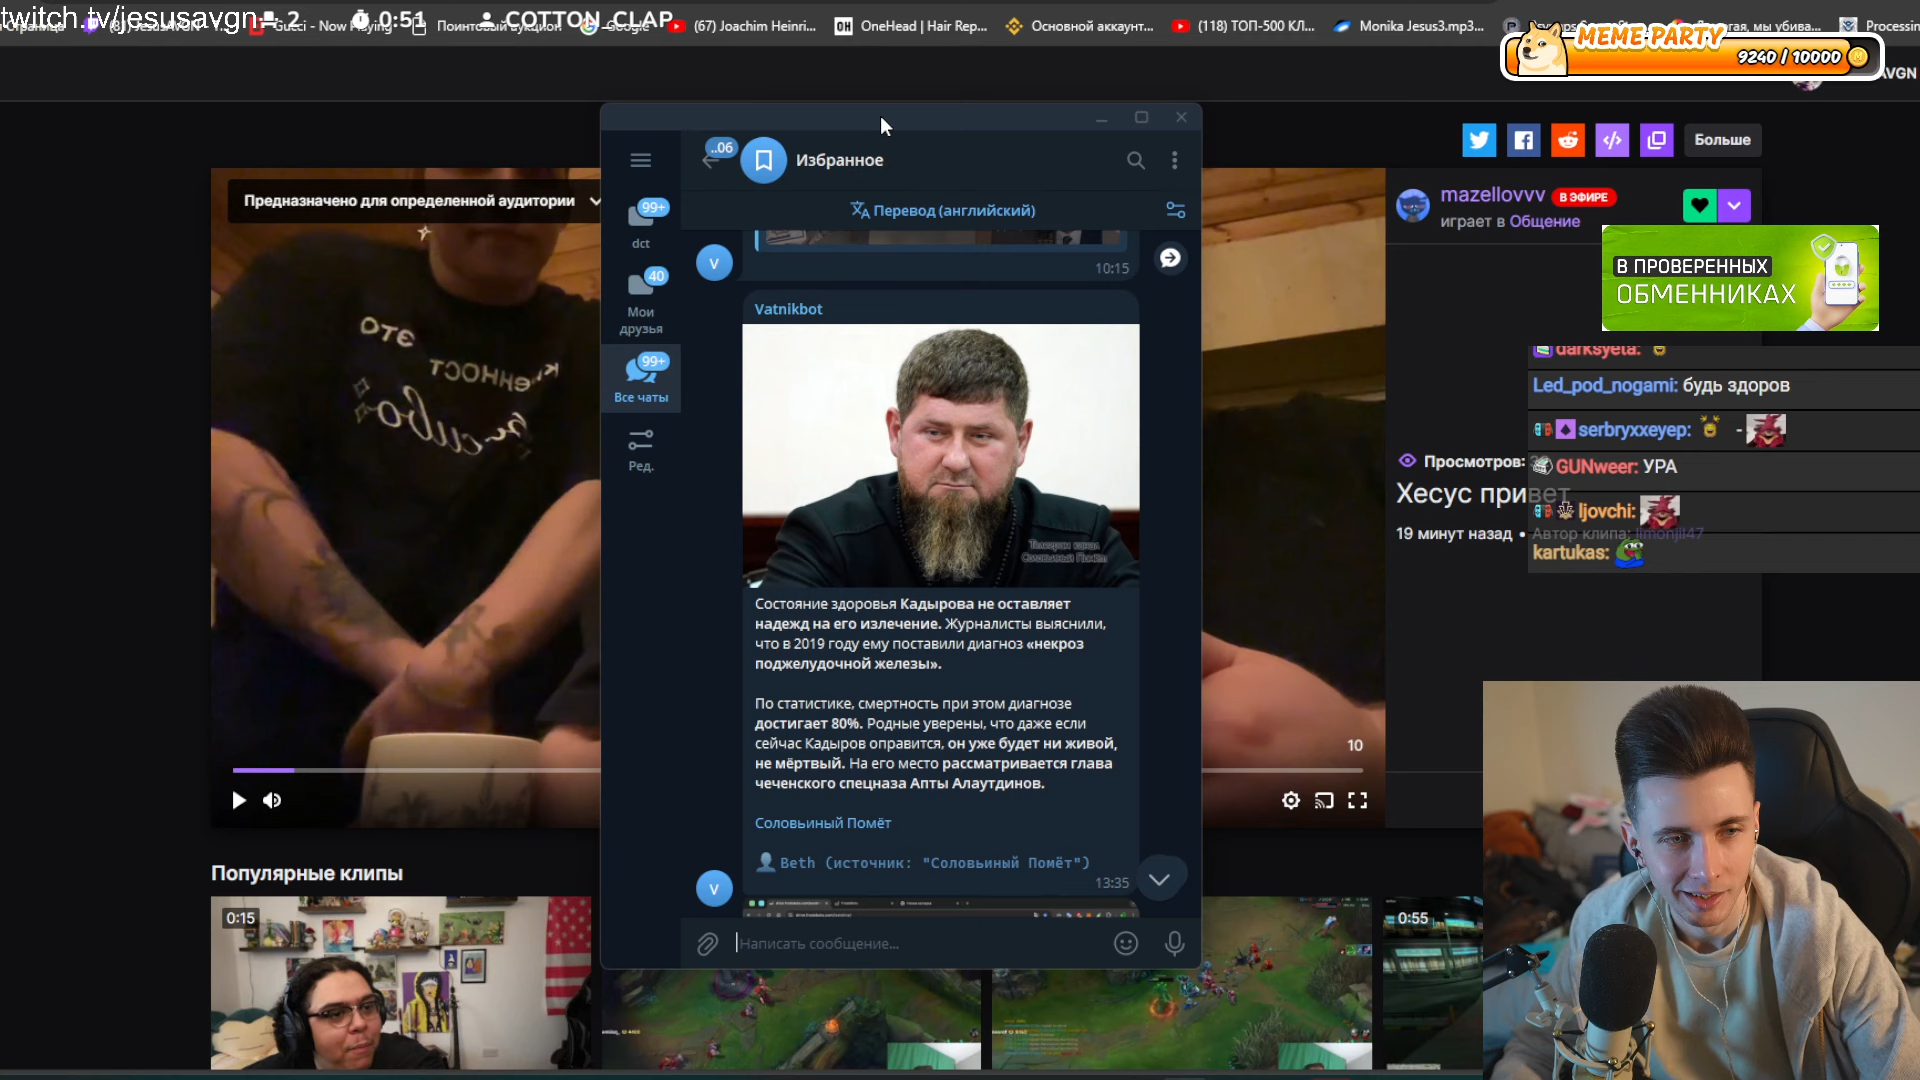 twitch.tv/jesusavgn
2
0:51
COTTON_CLAP
Gucci - Now Playing
Поинтовый аукцион
Google
(67) Joachim Heinri...
OneHead | Hair Rep...
Основной аккаунт...
(118) ТОП-500 КЛ...
Monika Jesus3.mp3...
MEME PARTY
9240 / 10000
Больше
Предназначено для определенной аудитории
..06
Избранное
Перевод (английский)
99+
dct
40
Мои
друзья
99+
Все чаты
Ред.
V
10:15
Vatnikbot
Состояние здоровья Кадырова не оставляет
надежд на его излечение. Журналисты выяснили,
что в 2019 году ему поставили диагноз «некроз
поджелудочной железы».
По статистике, смертность при этом диагнозе
достигает 80%. Родные уверены, что даже если
сейчас Кадыров оправится, он уже будет ни живой,
не мёртвый. На его место рассматривается глава
чеченского спецназа Апты Алаутдинов.
Соловьиный Помёт
Beth (источник: "Соловьиный Помёт")
13:35
V
Написать сообщение...
mazellovvv
В ЭФИРЕ
играет в Общение
В ПРОВЕРЕННЫХ
ОБМЕННИКАХ
darksyeta:
Led_pod_nogami: будь здоров
serbryxxeyep: -
GUNweer: УРА
ljovchi:
kartukas:
Просмотров:
Хесус привет
19 минут назад • Автор клипа: limonjii47
10
Популярные клипы
0:15
0:55